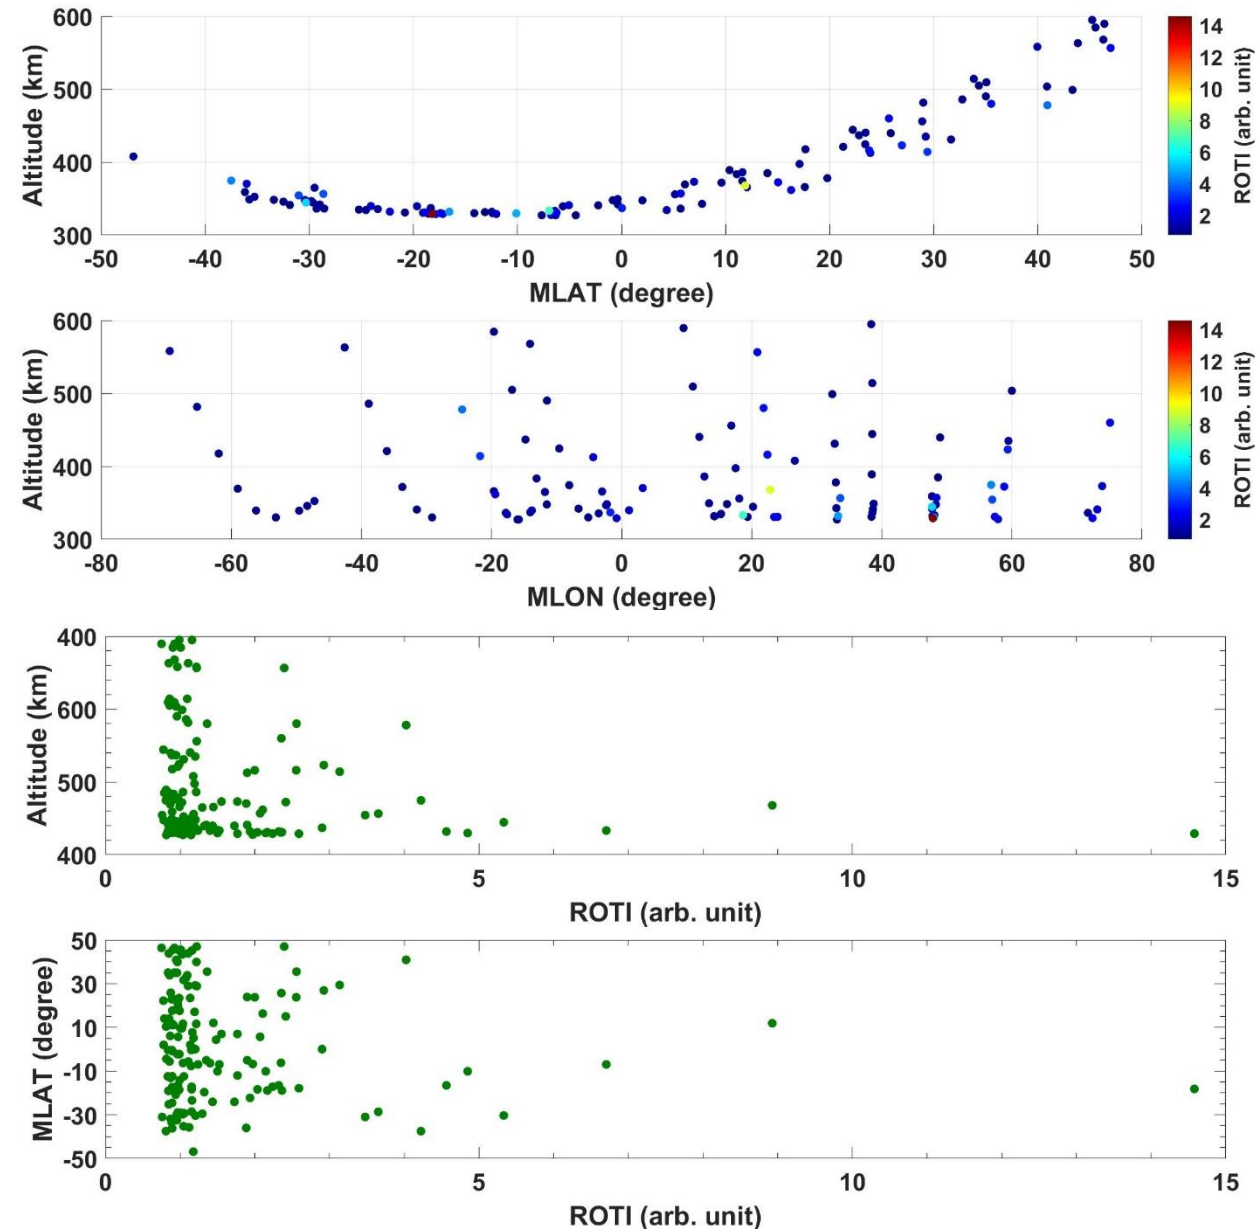 600
500
400
300
Altitude (km)
-50 -40 -30 -20 -10 0 10 20 30 40 50
MLAT (degree)
14
12
10
8
6
4
2
ROTI (arb. unit)
600
500
400
300
Altitude (km)
-80 -60 -40 -20 0 20 40 60 80
MLON (degree)
14
12
10
8
6
4
2
ROTI (arb. unit)
400
600
500
400
Altitude (km)
0 5 10 15
ROTI (arb. unit)
50
30
10
-10
-30
-50
MLAT (degree)
0 5 10 15
ROTI (arb. unit)